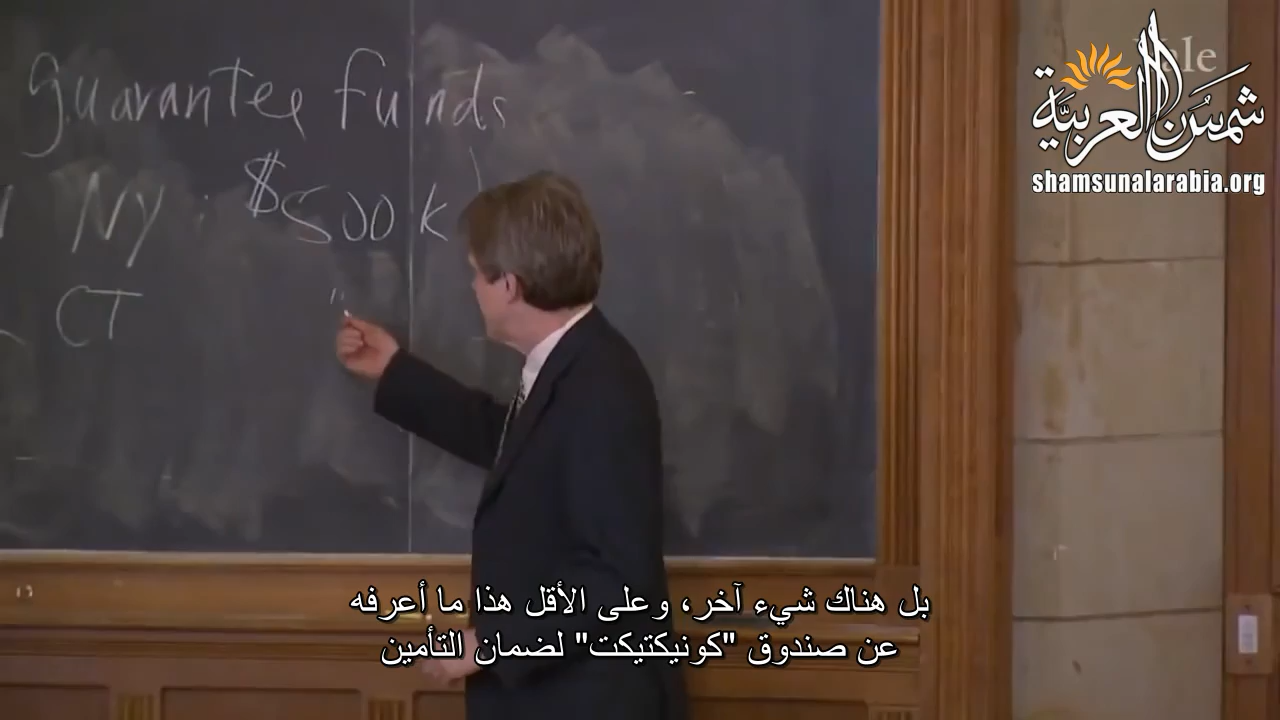 guarantee funds
NY : $500k
CT "
Yale
شمس العربية
shamsunalarabia.org
بل هناك شيء آخر، وعلى الأقل هذا ما أعرفه
عن صندوق "كونيكتيكت" لضمان التأمين